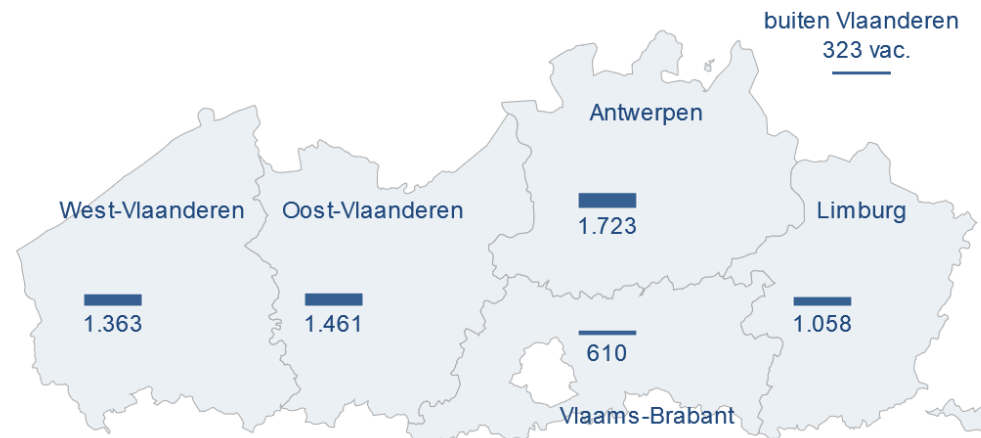 buiten Vlaanderen
323 vac.
Antwerpen
1.723
West-Vlaanderen
1.363
Oost-Vlaanderen
1.461
Limburg
1.058
610
Vlaams-Brabant